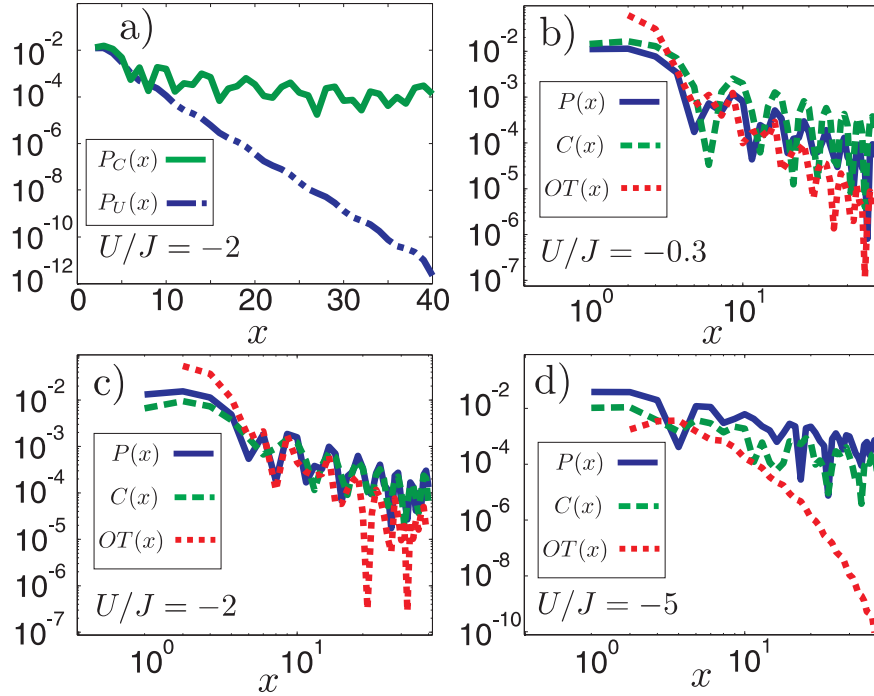 a)
10^-2
10^-4
10^-6
10^-8
10^-10
10^-12
P_C(x)
P_U(x)
U/J = −2
0 10 20 30 40
x
b)
10^-2
10^-3
10^-4
10^-5
10^-6
10^-7
P(x)
C(x)
OT(x)
U/J = −0.3
10^0 10^1
x
c)
10^-2
10^-3
10^-4
10^-5
10^-6
10^-7
P(x)
C(x)
OT(x)
U/J = −2
10^0 10^1
x
d)
10^-2
10^-4
10^-6
10^-10
P(x)
C(x)
OT(x)
U/J = −5
10^0 10^1
x